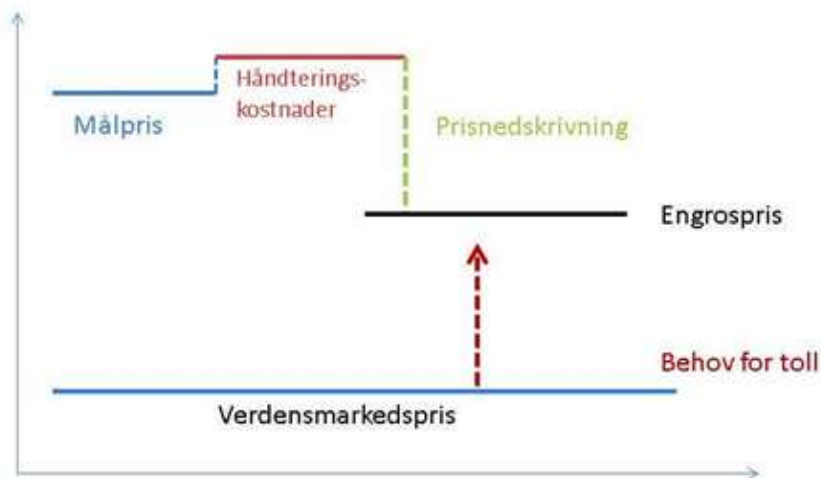 Håndterings-
kostnader
Målpris
Prisnedskrivning
Engrospris
Behov for toll
Verdensmarkedspris